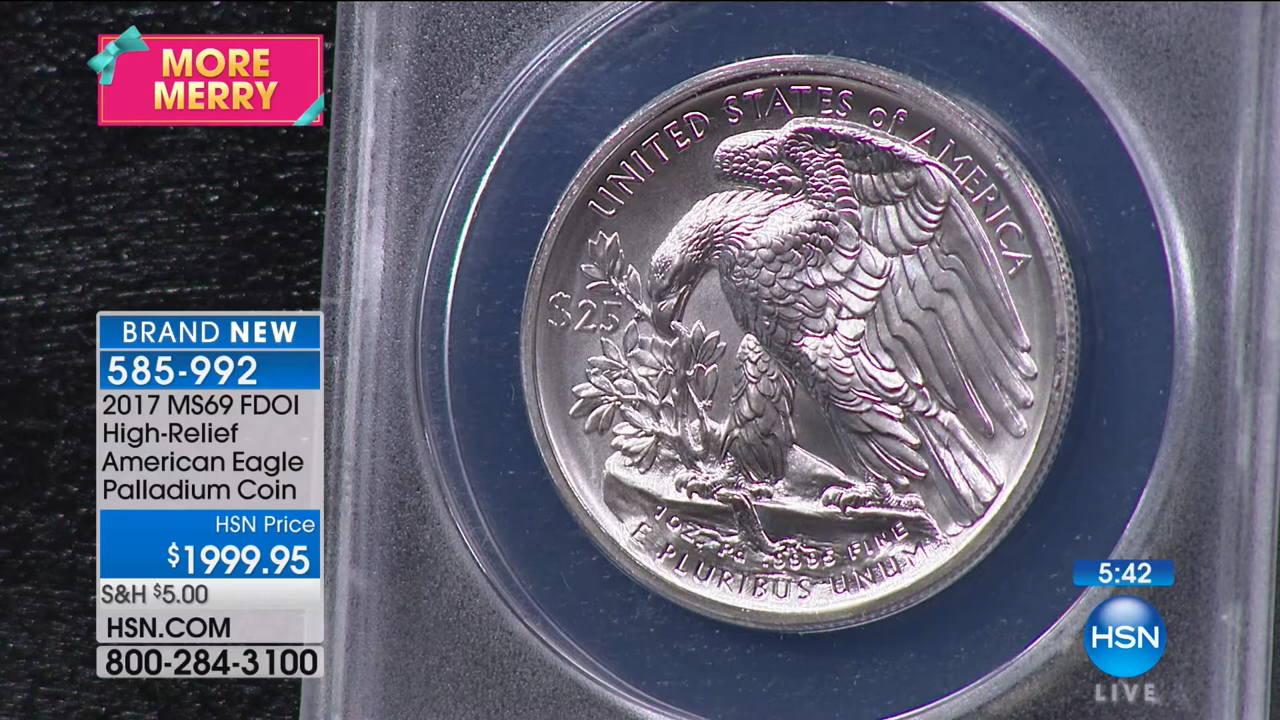 MORE
MERRY
BRAND NEW
585-992
2017 MS69 FDOI
High-Relief
American Eagle
Palladium Coin
HSN Price
$1999.95
S&H $5.00
HSN.COM
800-284-3100
UNITED STATES of AMERICA
$25
1 OZ. Pd .9995 FINE
E PLURIBUS UNUM
5:42
HSN
LIVE